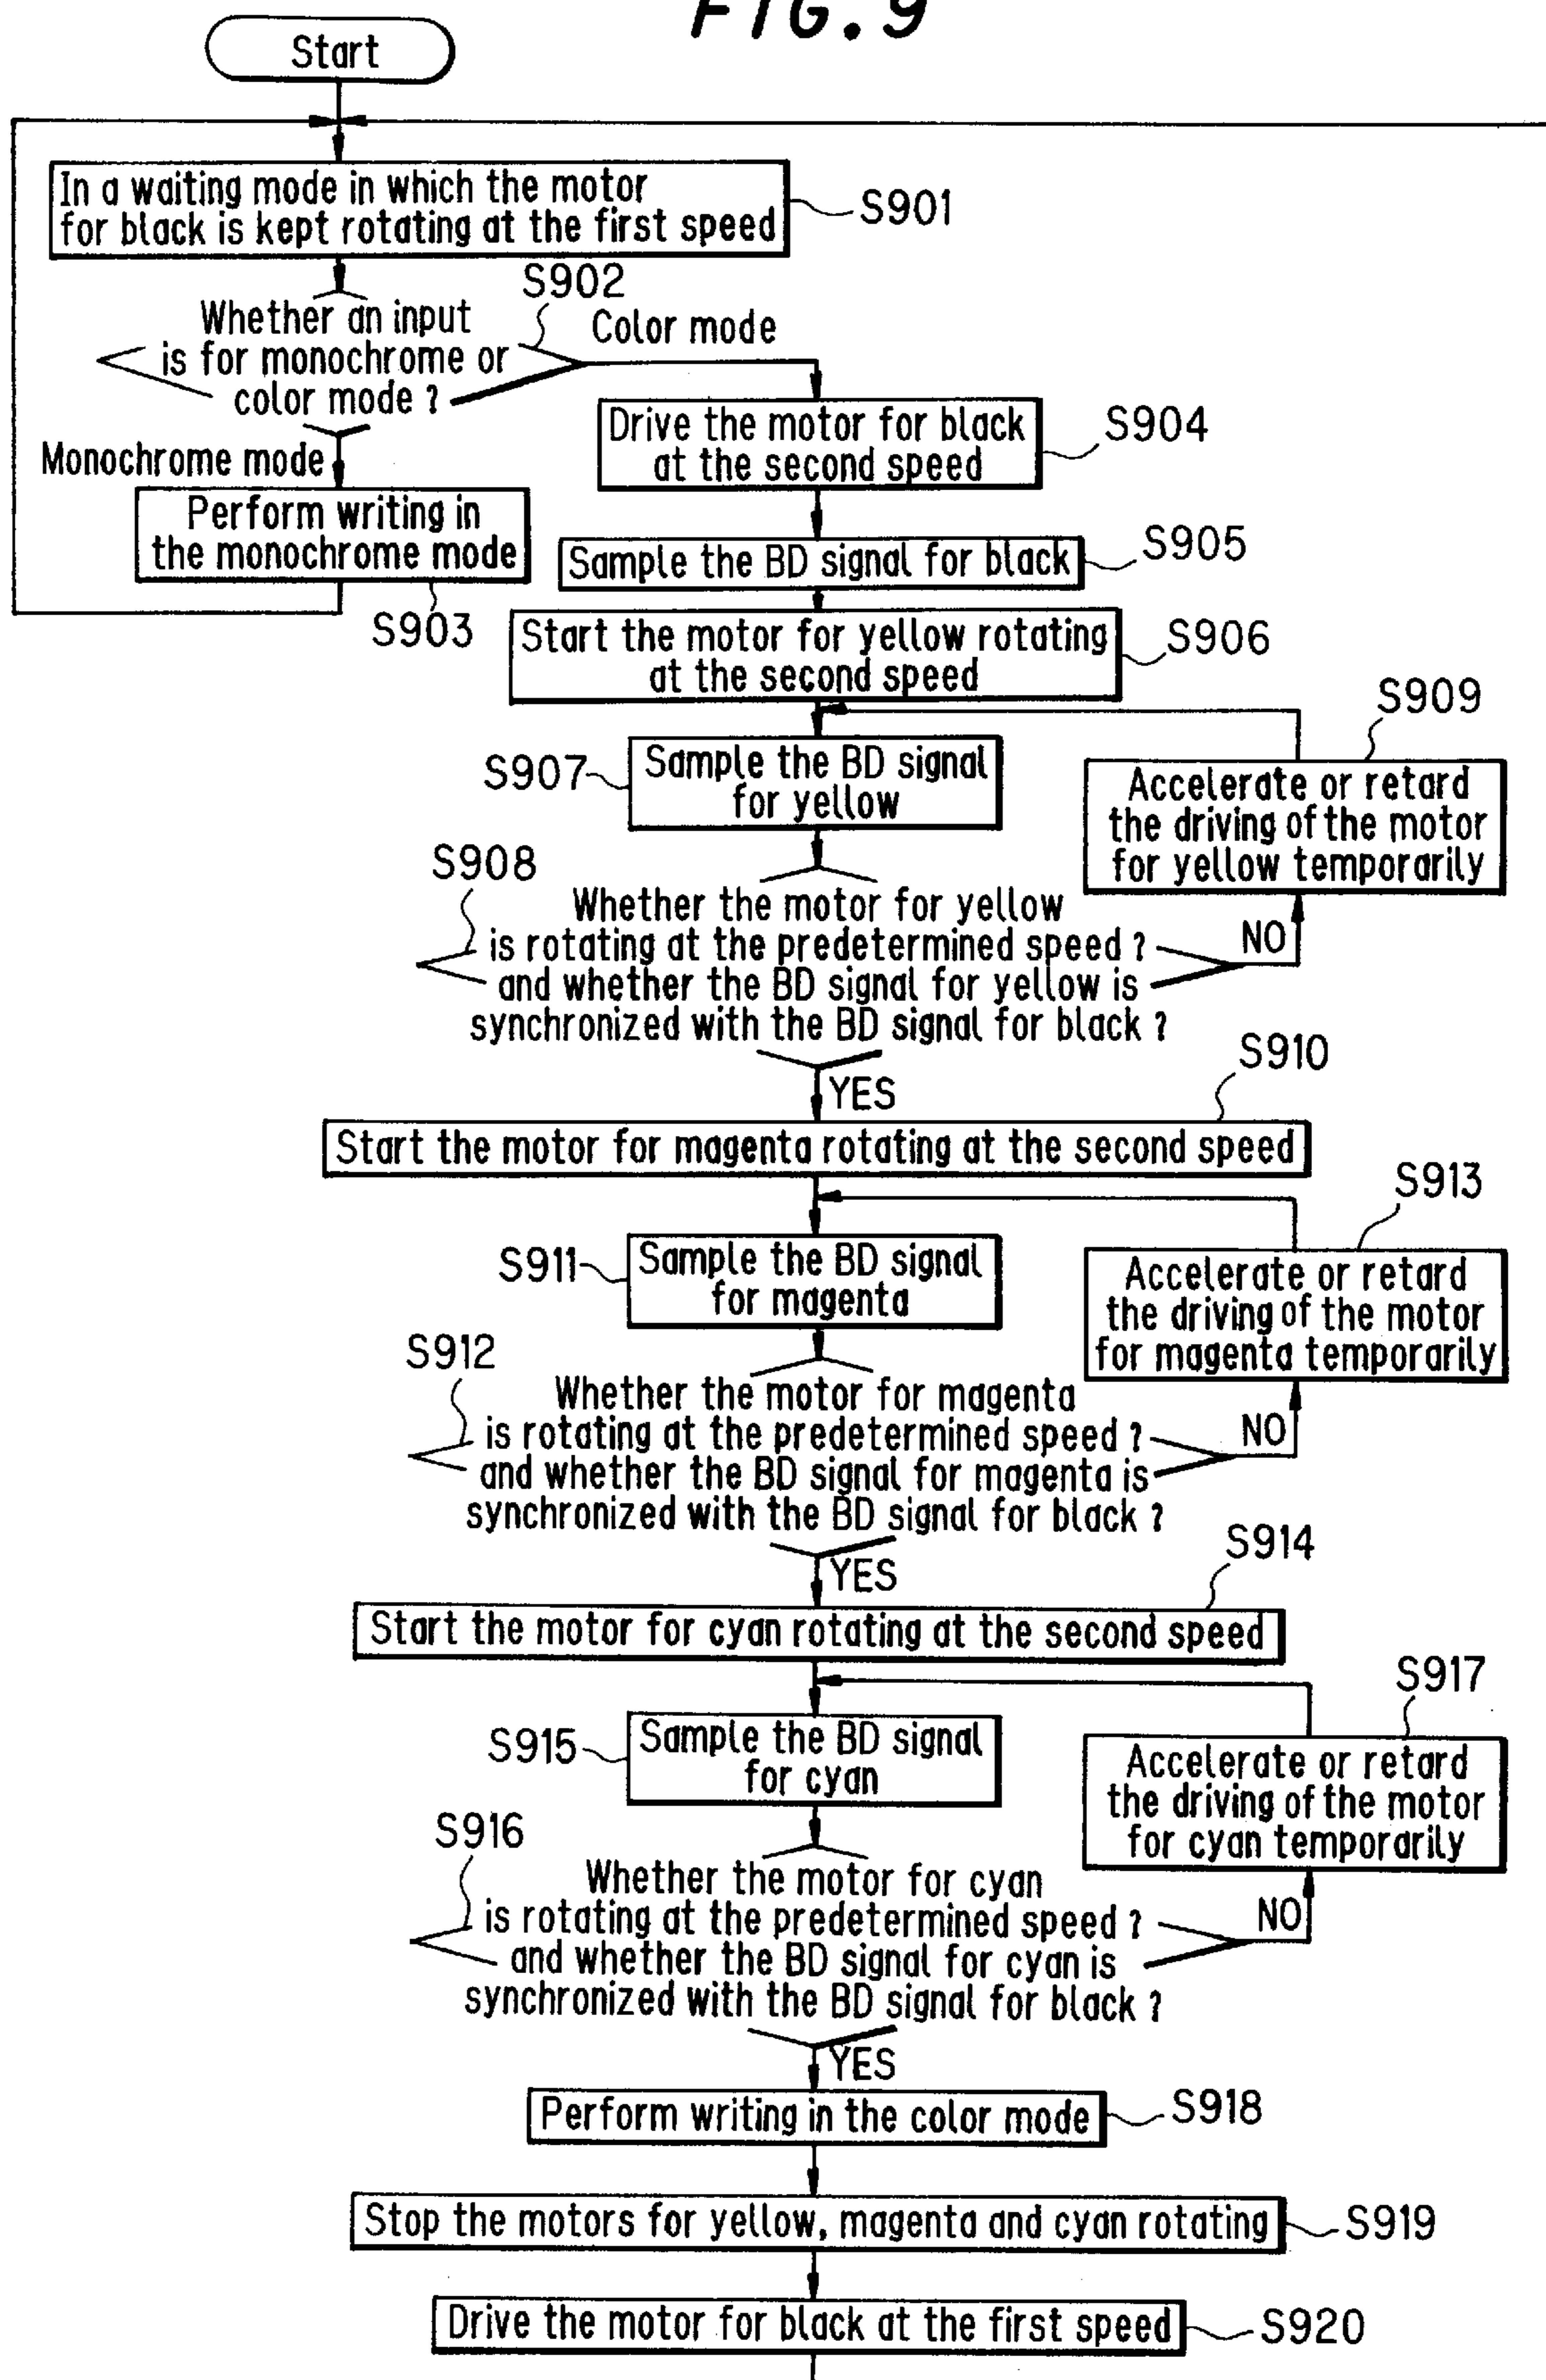 FIG.9
Start
In a waiting mode in which the motor
for black is kept rotating at the first speed
S901
S902
Whether an input
is for monochrome or
color mode ?
Color mode
Monochrome mode
Perform writing in
the monochrome mode
S903
Drive the motor for black
at the second speed
S904
Sample the BD signal for black
S905
Start the motor for yellow rotating
at the second speed
S906
S907
Sample the BD signal
for yellow
S909
Accelerate or retard
the driving of the motor
for yellow temporarily
S908
Whether the motor for yellow
is rotating at the predetermined speed ?
and whether the BD signal for yellow is
synchronized with the BD signal for black ?
NO
YES
S910
Start the motor for magenta rotating at the second speed
S911
Sample the BD signal
for magenta
S913
Accelerate or retard
the driving of the motor
for magenta temporarily
S912
Whether the motor for magenta
is rotating at the predetermined speed ?
and whether the BD signal for magenta is
synchronized with the BD signal for black ?
NO
YES
S914
Start the motor for cyan rotating at the second speed
S915
Sample the BD signal
for cyan
S917
Accelerate or retard
the driving of the motor
for cyan temporarily
S916
Whether the motor for cyan
is rotating at the predetermined speed ?
and whether the BD signal for cyan is
synchronized with the BD signal for black ?
NO
YES
Perform writing in the color mode
S918
Stop the motors for yellow, magenta and cyan rotating
S919
Drive the motor for black at the first speed
S920